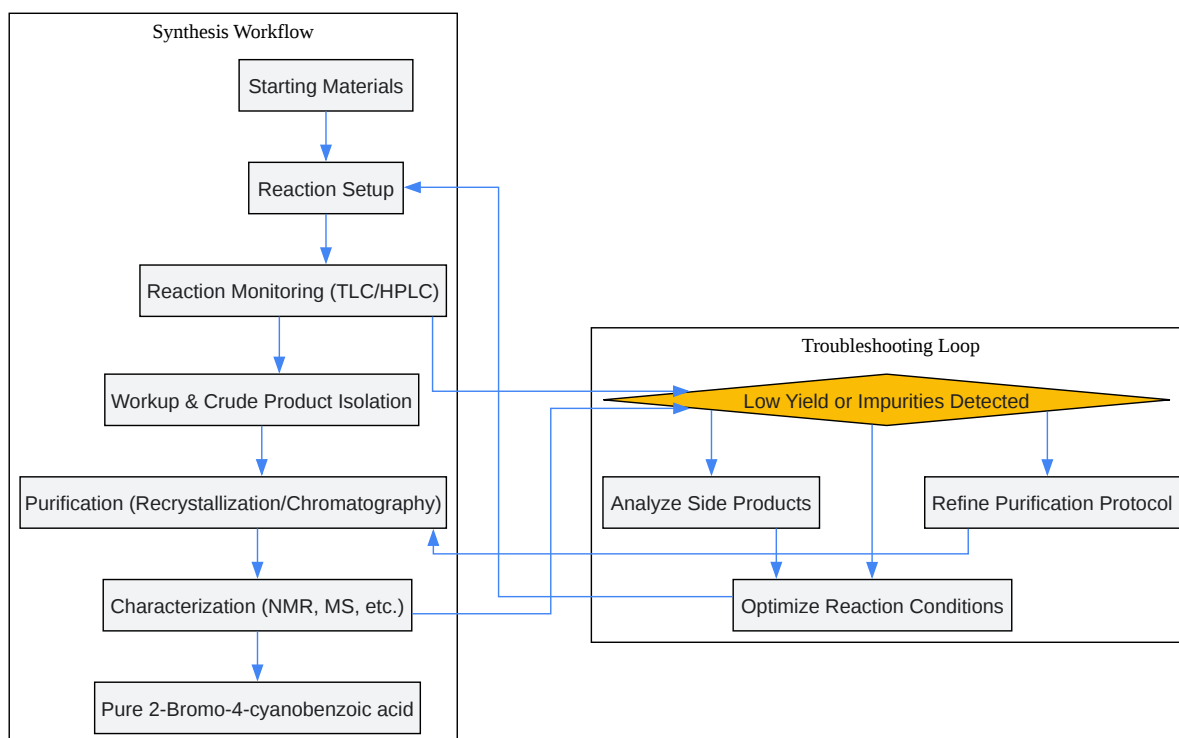 Synthesis Workflow
Starting Materials
Reaction Setup
Reaction Monitoring (TLC/HPLC)
Workup & Crude Product Isolation
Purification (Recrystallization/Chromatography)
Characterization (NMR, MS, etc.)
Pure 2-Bromo-4-cyanobenzoic acid
Troubleshooting Loop
Low Yield or Impurities Detected
Analyze Side Products
Refine Purification Protocol
Optimize Reaction Conditions